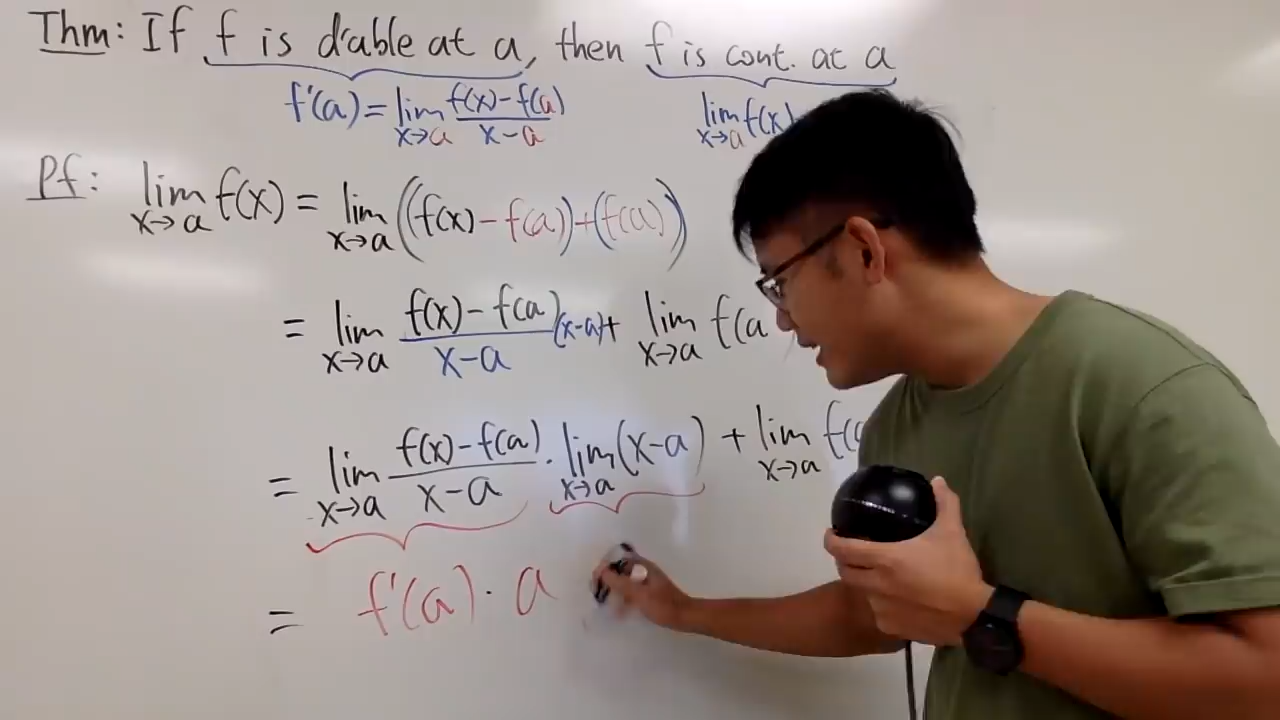 Thm: If f is d'able at a, then f is cont. at a
f'(a) = lim x→a (f(x)-f(a))/(x-a) lim x→a f(x)
Pf: lim x→a f(x) = lim x→a ((f(x)-f(a))+(f(a)))
= lim x→a (f(x)-f(a))/(x-a) (x-a) + lim x→a f(a
= lim x→a (f(x)-f(a))/(x-a) · lim x→a (x-a) + lim x→a f(a
= f'(a) · a